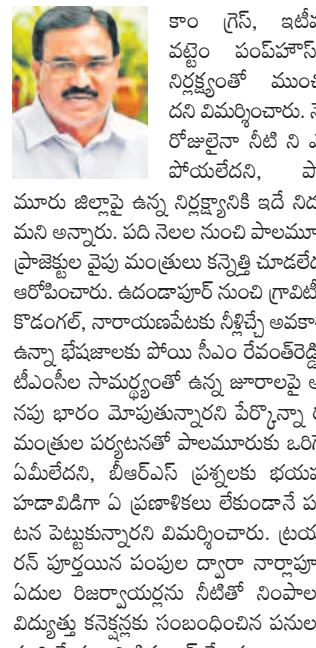 కాం గ్రెస్, ఇటీవ
వట్టెం పంప్‌హౌస్
నిర్లక్ష్యంతో ముంచి
దని విమర్శించారు. నె
రోజులైనా నీటి ని ఎ
పోయలేదని, పా
మూరు జిల్లాపై ఉన్న నిర్లక్ష్యానికి ఇదే నిద
మని అన్నారు. పది నెలల నుంచి పాలమూ
ప్రాజెక్టుల వైపు మంత్రులు కన్నెత్తి చూడలేద
ఆరోపించారు. ఉదండాపూర్ నుంచి గ్రావిటీ
కొడంగల్, నారాయణపేటకు నీళ్లిచ్చే అవకా
ఉన్నా భేషజాలకు పోయి సీఎం రేవంత్‌రెడ్డి
టీఎంసీల సామర్థ్యంతో ఉన్న జూరాలపై అ
నపు భారం మోపుతున్నారని పేర్కొన్నా
మంత్రుల పర్యటనతో పాలమూరుకు ఒరిగె
ఏమీలేదని, బీఆర్ఎస్ ప్రశ్నలకు భయప
హడావిడిగా ఏ ప్రణాళికలు లేకుండానే ప
టన పెట్టుకున్నారని విమర్శించారు. ట్రయ
రన్ పూర్తయిన పంపుల ద్వారా నార్లాపూ
ఏదుల రిజర్వాయర్లను నీటితో నింపాల
విద్యుత్తు కనెక్షన్లకు సంబంధించిన పనుల